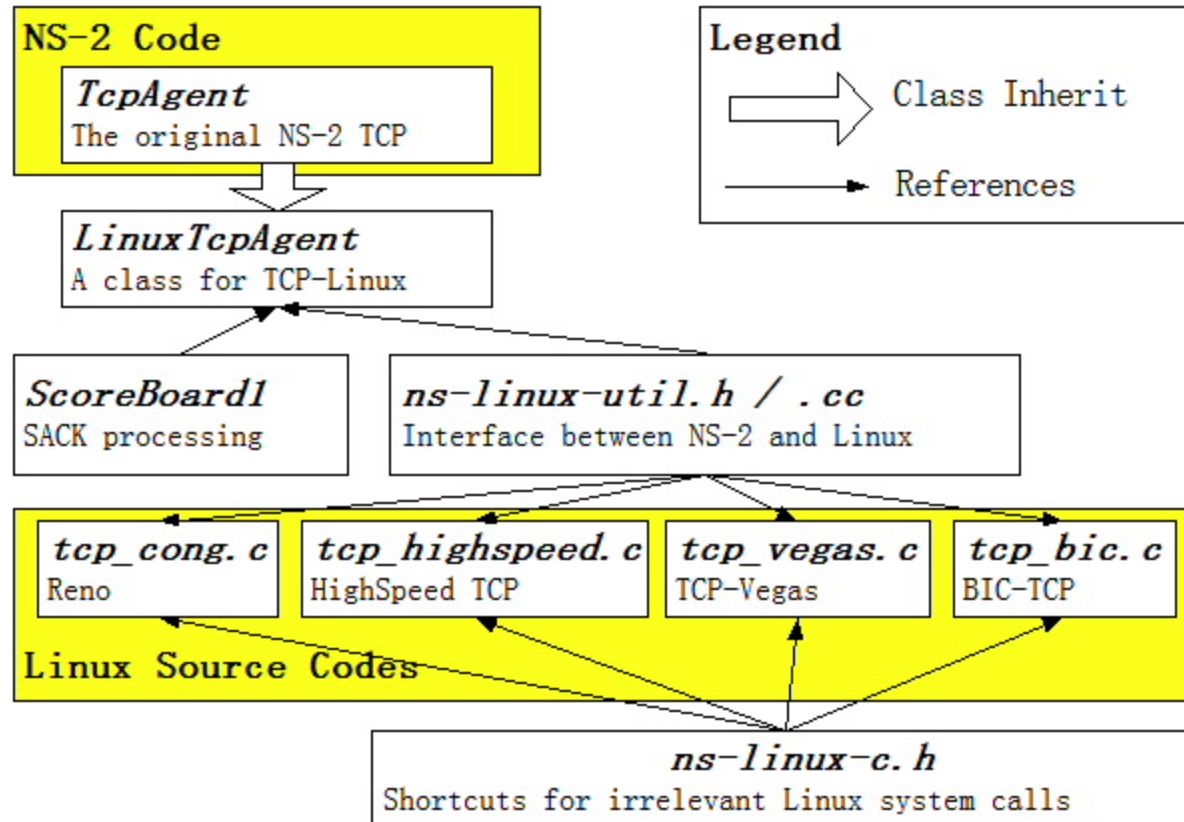 NS-2 Code
TcpAgent
The original NS-2 TCP
Legend
Class Inherit
References
LinuxTcpAgent
A class for TCP-Linux
ScoreBoard1
SACK processing
ns-linux-util.h / .cc
Interface between NS-2 and Linux
tcp_cong.c
Reno
tcp_highspeed.c
HighSpeed TCP
tcp_vegas.c
TCP-Vegas
tcp_bic.c
BIC-TCP
Linux Source Codes
ns-linux-c.h
Shortcuts for irrelevant Linux system calls